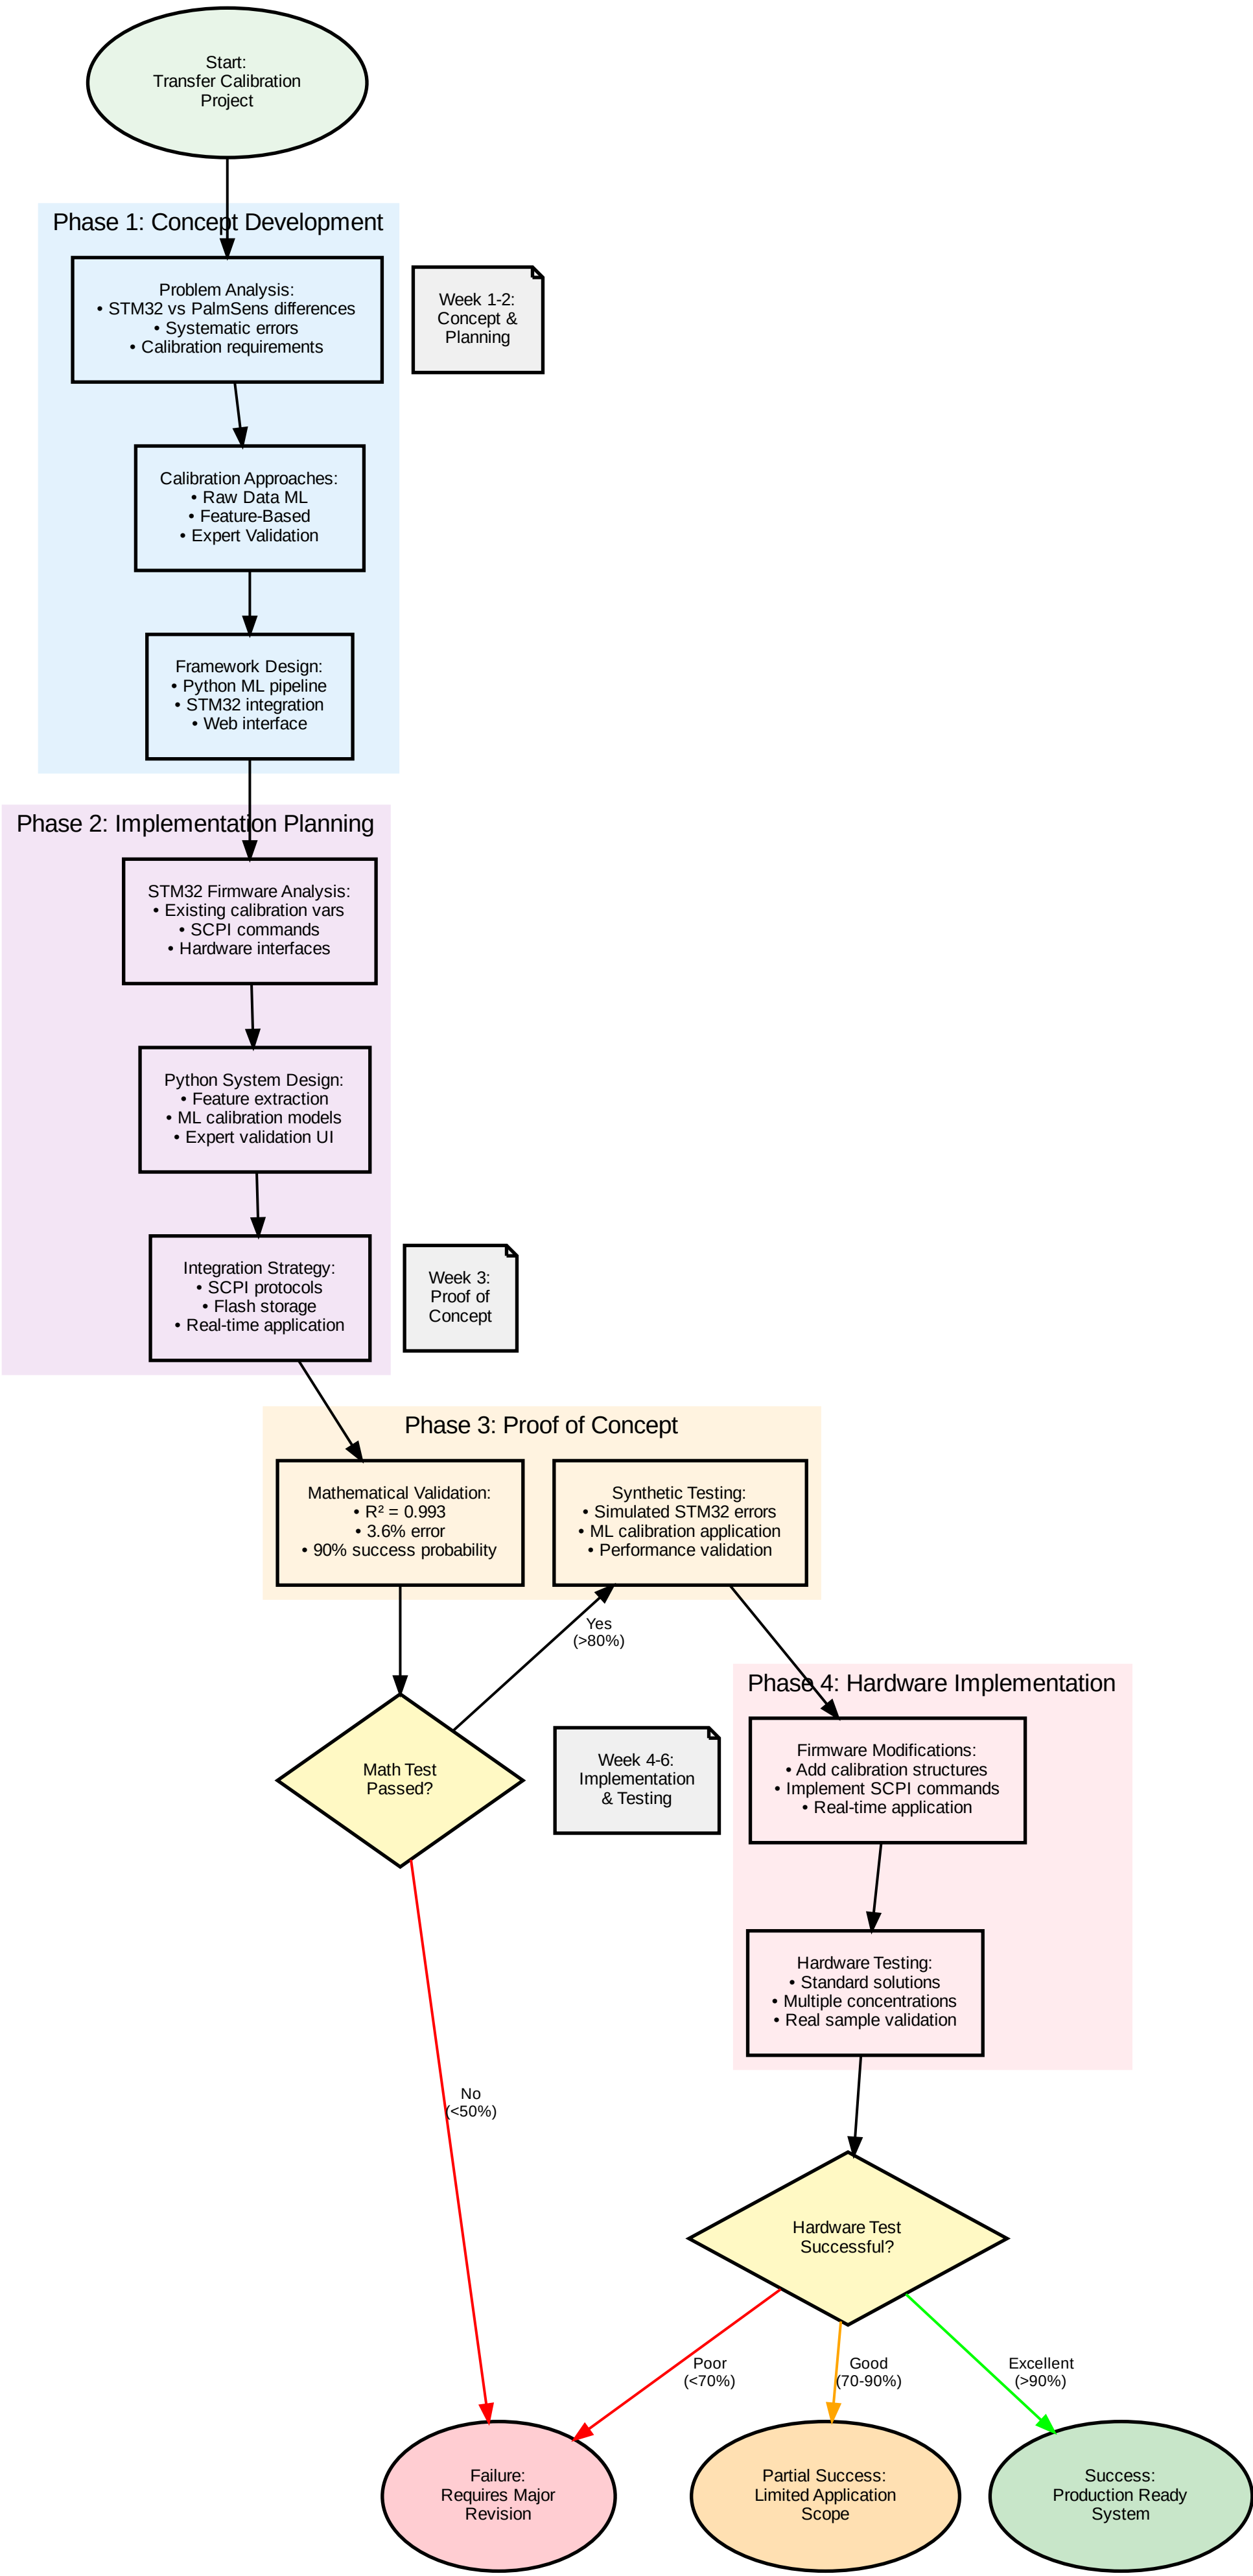 Start:
Transfer Calibration
Project
Phase 1: Concept Development
Problem Analysis:
• STM32 vs PalmSens differences
• Systematic errors
• Calibration requirements
Week 1-2:
Concept &
Planning
Calibration Approaches:
• Raw Data ML
• Feature-Based
• Expert Validation
Framework Design:
• Python ML pipeline
• STM32 integration
• Web interface
Phase 2: Implementation Planning
STM32 Firmware Analysis:
• Existing calibration vars
• SCPI commands
• Hardware interfaces
Python System Design:
• Feature extraction
• ML calibration models
• Expert validation UI
Integration Strategy:
• SCPI protocols
• Flash storage
• Real-time application
Week 3:
Proof of
Concept
Phase 3: Proof of Concept
Mathematical Validation:
• R² = 0.993
• 3.6% error
• 90% success probability
Synthetic Testing:
• Simulated STM32 errors
• ML calibration application
• Performance validation
Yes
(>80%)
Math Test
Passed?
Week 4-6:
Implementation
& Testing
Phase 4: Hardware Implementation
Firmware Modifications:
• Add calibration structures
• Implement SCPI commands
• Real-time application
Hardware Testing:
• Standard solutions
• Multiple concentrations
• Real sample validation
No
(<50%)
Hardware Test
Successful?
Poor
(<70%)
Good
(70-90%)
Excellent
(>90%)
Failure:
Requires Major
Revision
Partial Success:
Limited Application
Scope
Success:
Production Ready
System